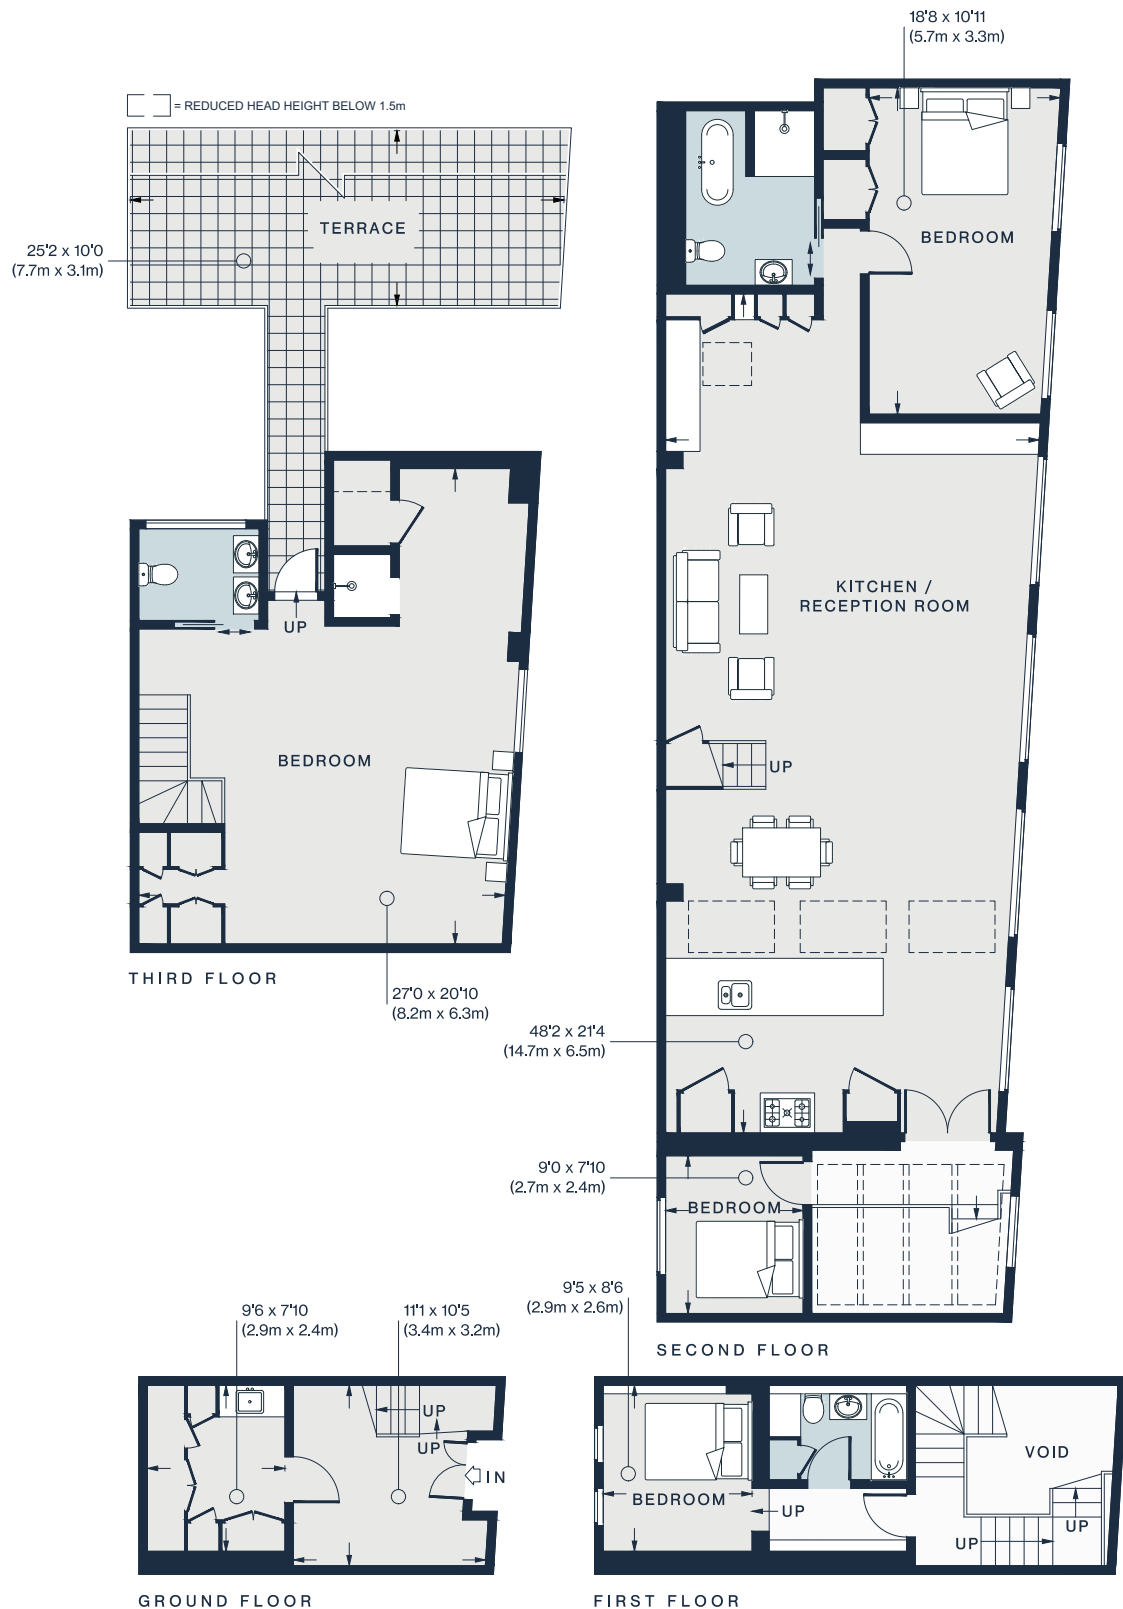 18'8 x 10'11
(5.7m x 3.3m)
= REDUCED HEAD HEIGHT BELOW 1.5m
TERRACE
25'2 x 10'0
(7.7m x 3.1m)
BEDROOM
UP
BEDROOM
THIRD FLOOR
27'0 x 20'10
(8.2m x 6.3m)
KITCHEN /
RECEPTION ROOM
UP
48'2 x 21'4
(14.7m x 6.5m)
9'0 x 7'10
(2.7m x 2.4m)
BEDROOM
SECOND FLOOR
9'6 x 7'10
(2.9m x 2.4m)
11'1 x 10'5
(3.4m x 3.2m)
UP
UP
IN
GROUND FLOOR
9'5 x 8'6
(2.9m x 2.6m)
BEDROOM
UP
VOID
UP
UP
FIRST FLOOR